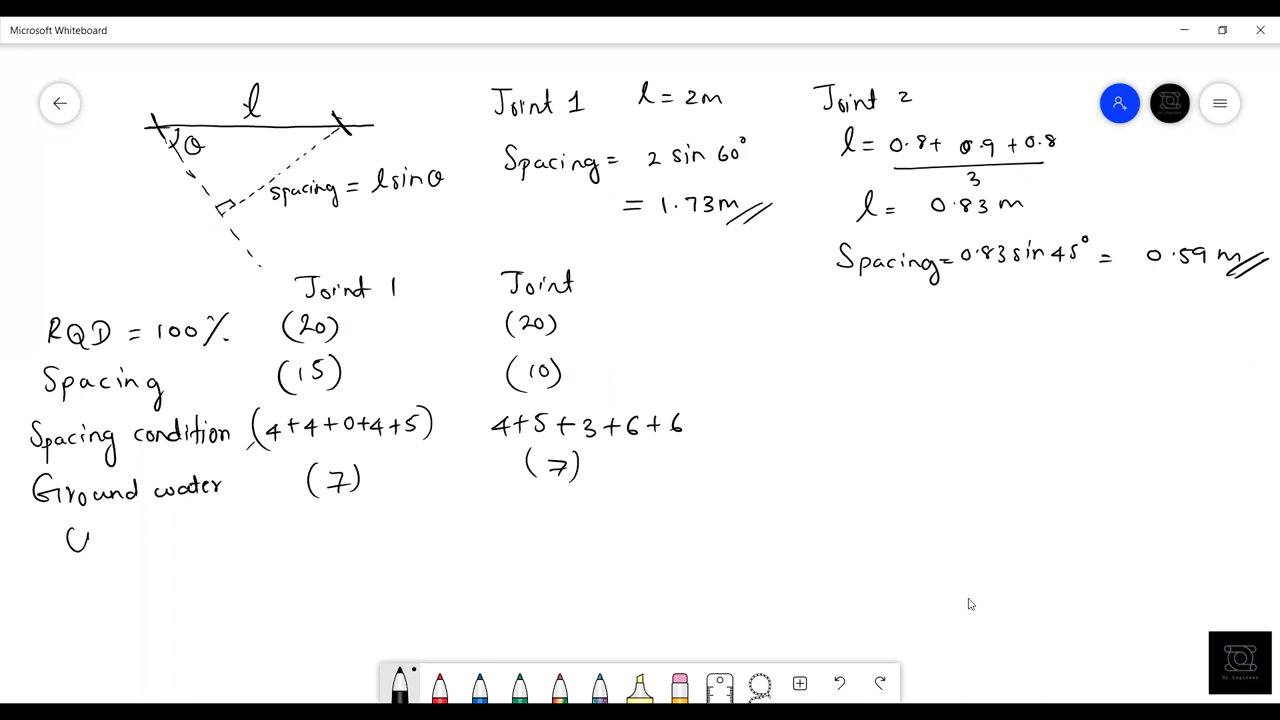 Microsoft Whiteboard
l
θ
spacing = l sin θ
Joint 1 l = 2m
Spacing = 2 sin 60°
= 1.73m
Joint 2
l = 0.8 + 0.9 + 0.8
3
l = 0.83 m
Spacing = 0.83 sin 45° = 0.59 m
Joint 1 Joint
RQD = 100% (20) (20)
Spacing (15) (10)
Spacing condition (4+4+0+4+5) 4+5+3+6+6
Ground water (7) (7)
Dr.Engineer